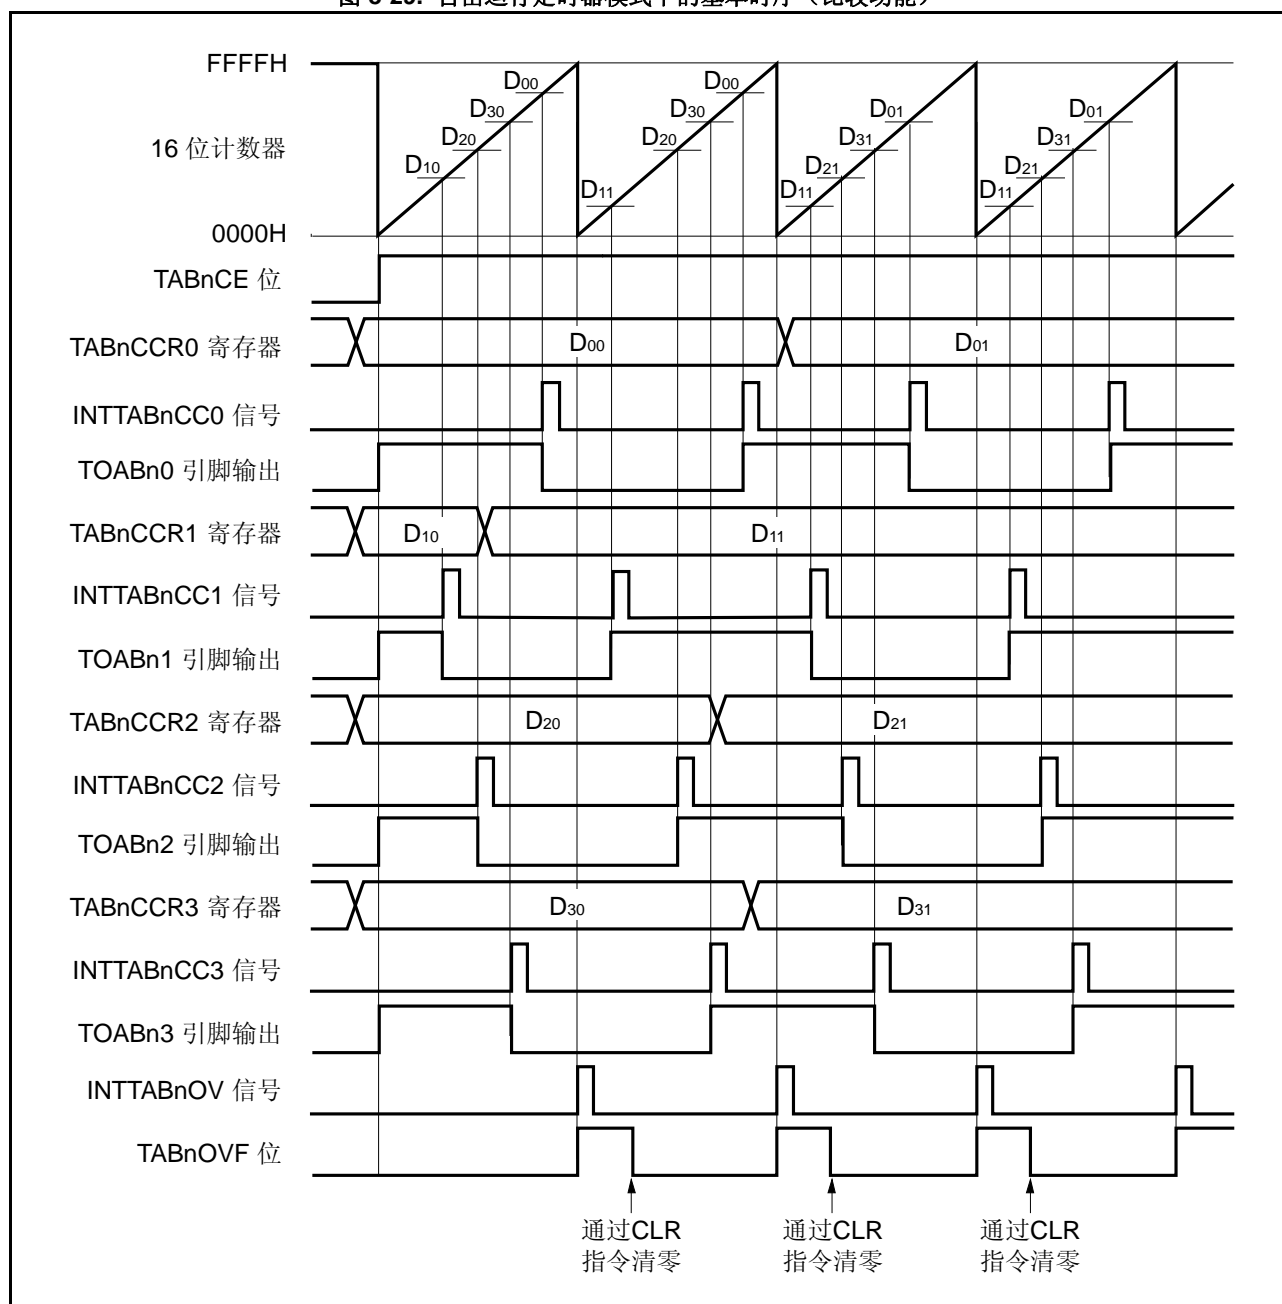 FFFFH
16 位计数器
0000H
D10 D20 D30 D00
D11 D20 D30 D00
D11 D21 D31 D01
D11 D21 D31 D01
TABnCE 位
TABnCCR0 寄存器 D00 D01
INTTABnCC0 信号
TOABn0 引脚输出
TABnCCR1 寄存器 D10 D11
INTTABnCC1 信号
TOABn1 引脚输出
TABnCCR2 寄存器 D20 D21
INTTABnCC2 信号
TOABn2 引脚输出
TABnCCR3 寄存器 D30 D31
INTTABnCC3 信号
TOABn3 引脚输出
INTTABnOV 信号
TABnOVF 位
通过CLR
指令清零
通过CLR
指令清零
通过CLR
指令清零